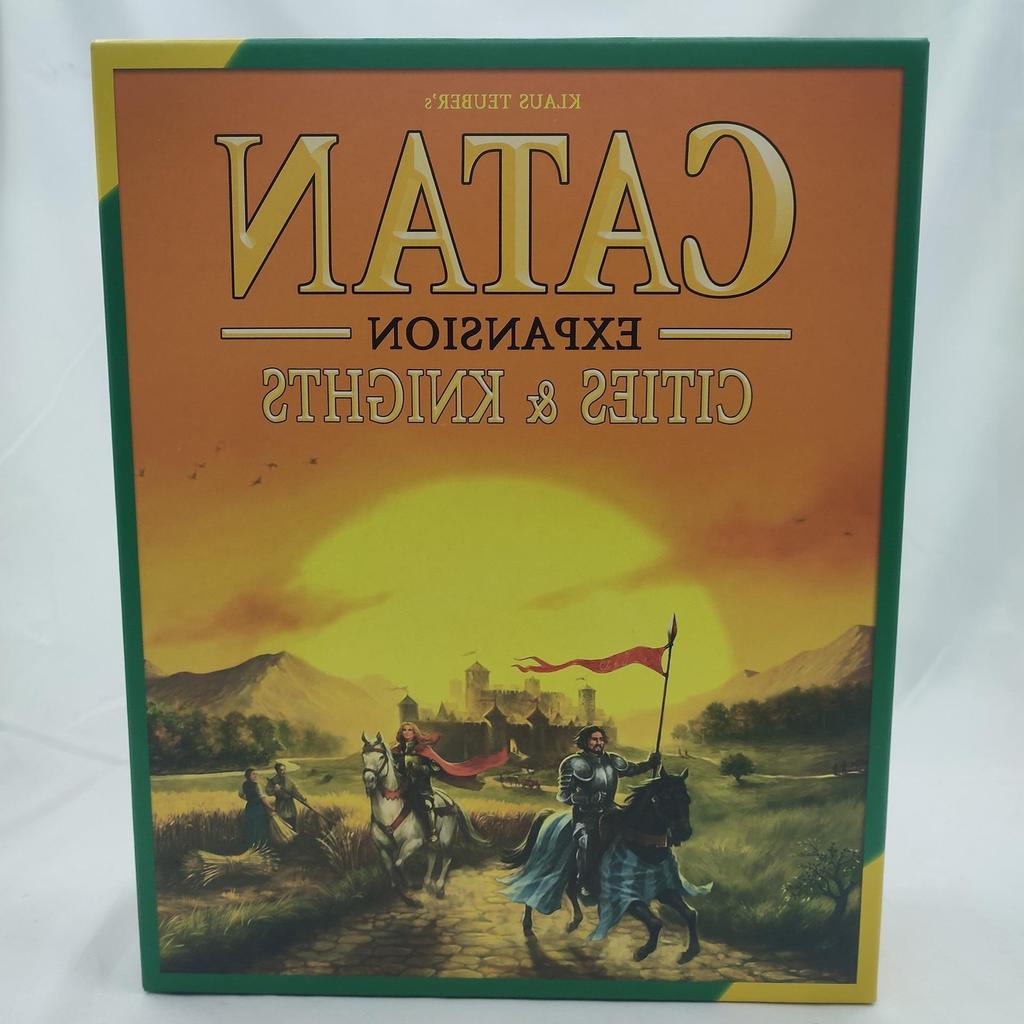 KLAUS TEUBER's
CATAN
EXPANSION
CITIES & KNIGHTS